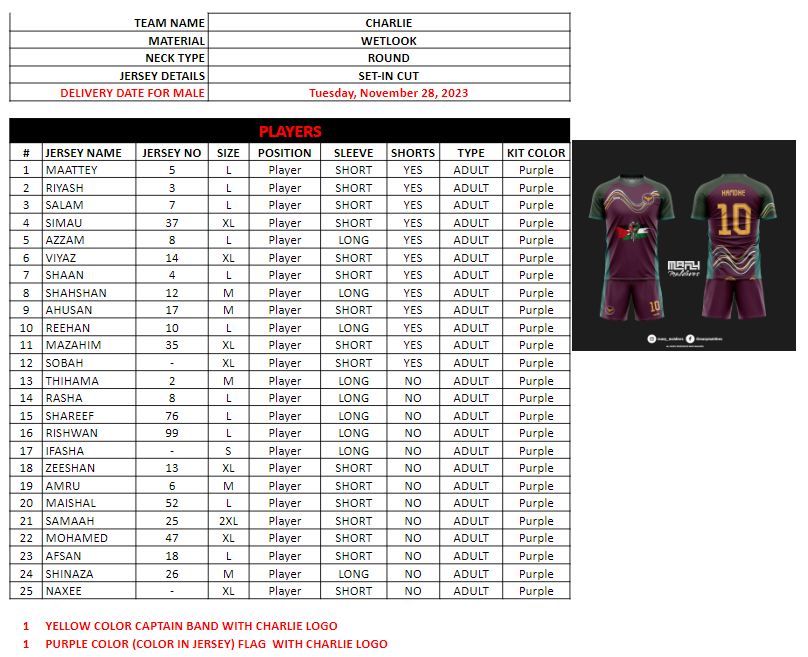 TEAM NAME CHARLIE
MATERIAL WETLOOK
NECK TYPE ROUND
JERSEY DETAILS SET-IN CUT
DELIVERY DATE FOR MALE Tuesday, November 28, 2023
PLAYERS
# JERSEY NAME JERSEY NO SIZE POSITION SLEEVE SHORTS TYPE KIT COLOR
1 MAATTEY 5 L Player SHORT YES ADULT Purple
2 RIYASH 3 L Player SHORT YES ADULT Purple
3 SALAM 7 L Player SHORT YES ADULT Purple
4 SIMAU 37 XL Player SHORT YES ADULT Purple
5 AZZAM 8 L Player LONG YES ADULT Purple
6 VIYAZ 14 XL Player SHORT YES ADULT Purple
7 SHAAN 4 L Player SHORT YES ADULT Purple
8 SHAHSHAN 12 M Player LONG YES ADULT Purple
9 AHUSAN 17 M Player SHORT YES ADULT Purple
10 REEHAN 10 L Player LONG YES ADULT Purple
11 MAZAHIM 35 XL Player SHORT YES ADULT Purple
12 SOBAH - XL Player SHORT YES ADULT Purple
13 THIHAMA 2 M Player LONG NO ADULT Purple
14 RASHA 8 L Player LONG NO ADULT Purple
15 SHAREEF 76 L Player LONG NO ADULT Purple
16 RISHWAN 99 L Player LONG NO ADULT Purple
17 IFASHA - S Player LONG NO ADULT Purple
18 ZEESHAN 13 XL Player SHORT NO ADULT Purple
19 AMRU 6 M Player SHORT NO ADULT Purple
20 MAISHAL 52 L Player SHORT NO ADULT Purple
21 SAMAAH 25 2XL Player SHORT NO ADULT Purple
22 MOHAMED 47 XL Player SHORT NO ADULT Purple
23 AFSAN 18 L Player SHORT NO ADULT Purple
24 SHINAZA 26 M Player LONG NO ADULT Purple
25 NAXEE - XL Player SHORT NO ADULT Purple
10
10
Maldives
1 YELLOW COLOR CAPTAIN BAND WITH CHARLIE LOGO
1 PURPLE COLOR (COLOR IN JERSEY) FLAG WITH CHARLIE LOGO